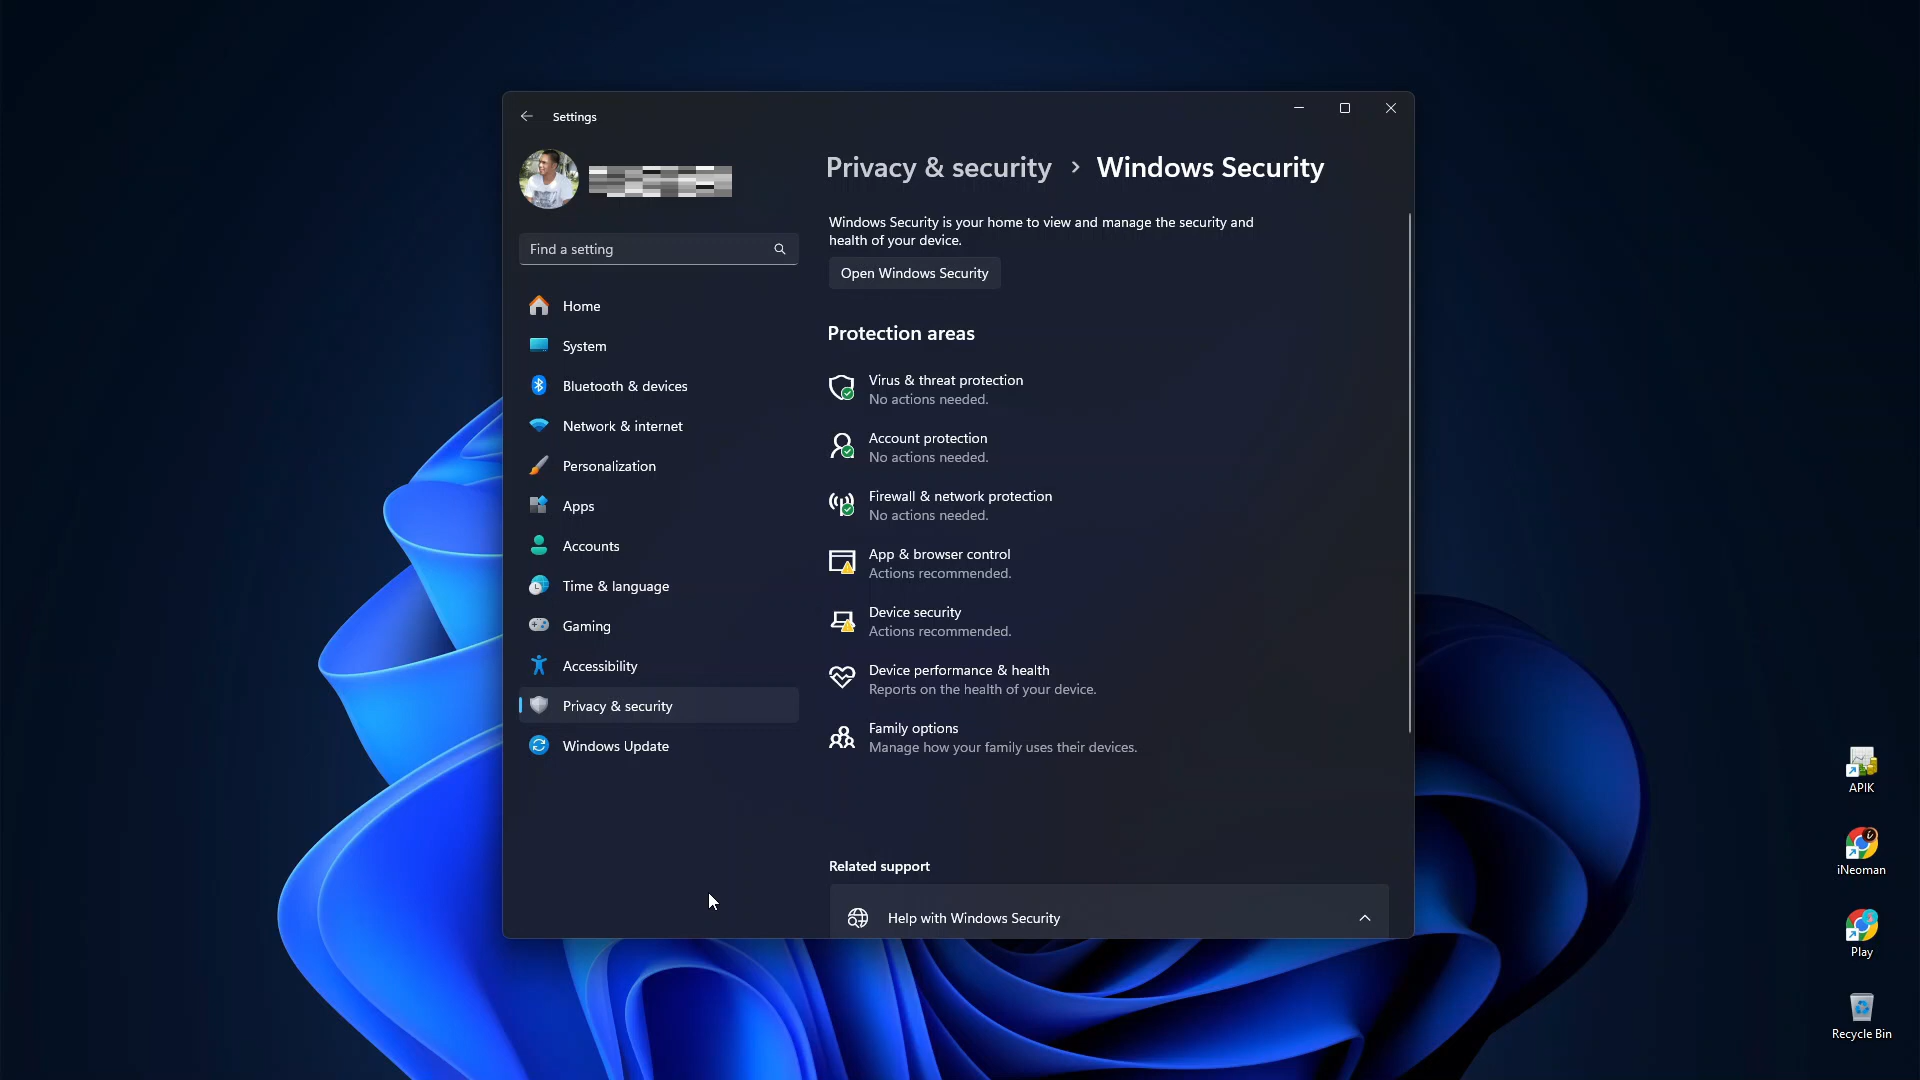 Settings
Find a setting
Home
System
Bluetooth & devices
Network & internet
Personalization
Apps
Accounts
Time & language
Gaming
Accessibility
Privacy & security
Windows Update
Privacy & security > Windows Security
Windows Security is your home to view and manage the security and
health of your device.
Open Windows Security
Protection areas
Virus & threat protection
No actions needed.
Account protection
No actions needed.
Firewall & network protection
No actions needed.
App & browser control
Actions recommended.
Device security
Actions recommended.
Device performance & health
Reports on the health of your device.
Family options
Manage how your family uses their devices.
Related support
Help with Windows Security
APIK
iNeoman
Play
Recycle Bin